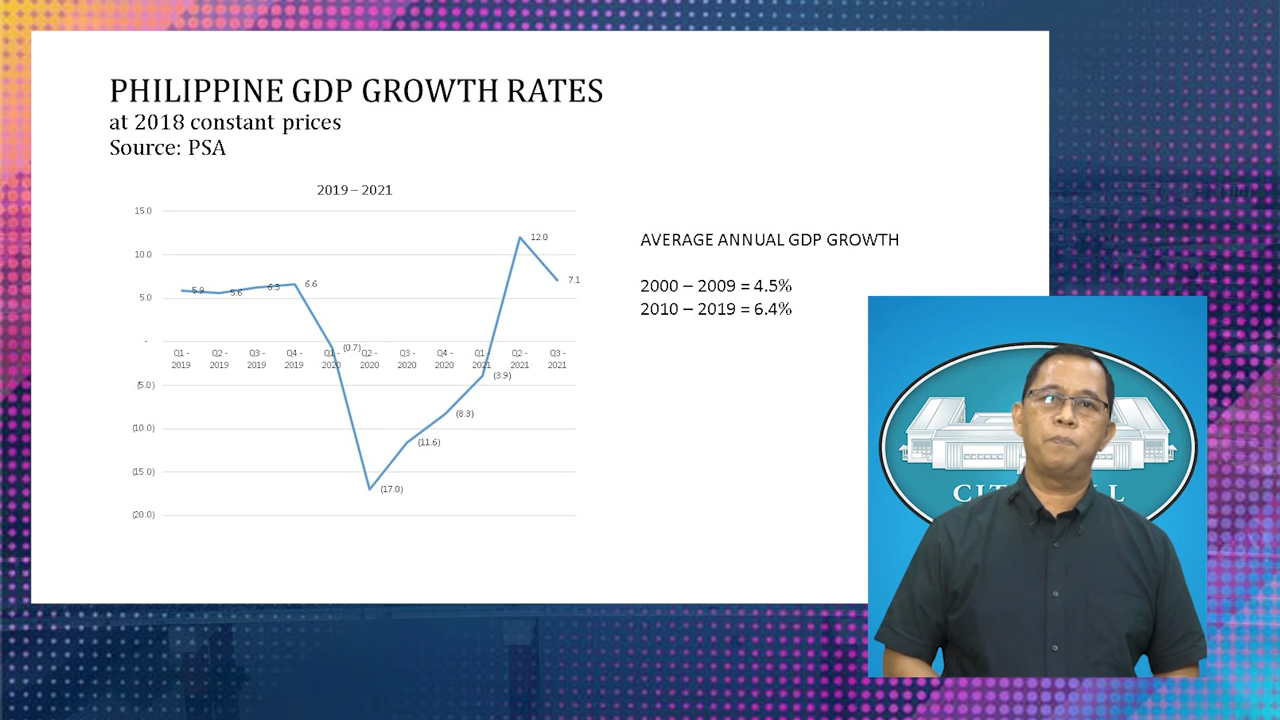 PHILIPPINE GDP GROWTH RATES
at 2018 constant prices
Source: PSA
2019 – 2021
15.0
10.0
5.0
-
(5.0)
(10.0)
(15.0)
(20.0)
5.9
5.6
6.3
6.6
(0.7)
(17.0)
(11.6)
(8.3)
(3.9)
12.0
7.1
Q1 - 2019
Q2 - 2019
Q3 - 2019
Q4 - 2019
Q1 - 2020
Q2 - 2020
Q3 - 2020
Q4 - 2020
Q1 - 2021
Q2 - 2021
Q3 - 2021
AVERAGE ANNUAL GDP GROWTH
2000 – 2009 = 4.5%
2010 – 2019 = 6.4%